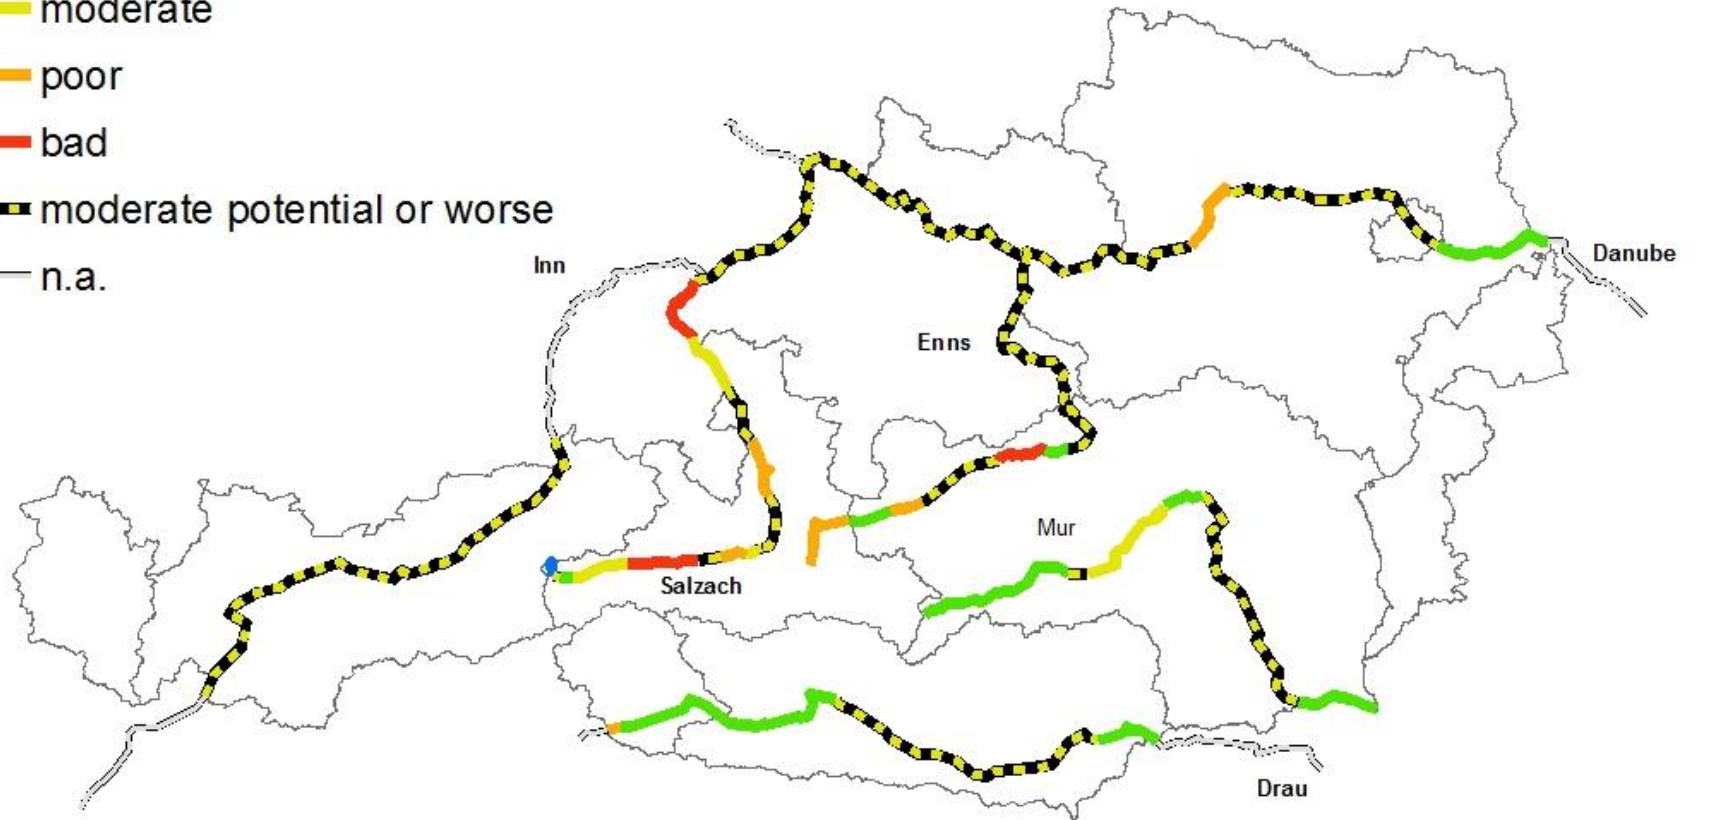 moderate
poor
bad
moderate potential or worse
n.a.
Inn
Danube
Enns
Mur
Salzach
Drau